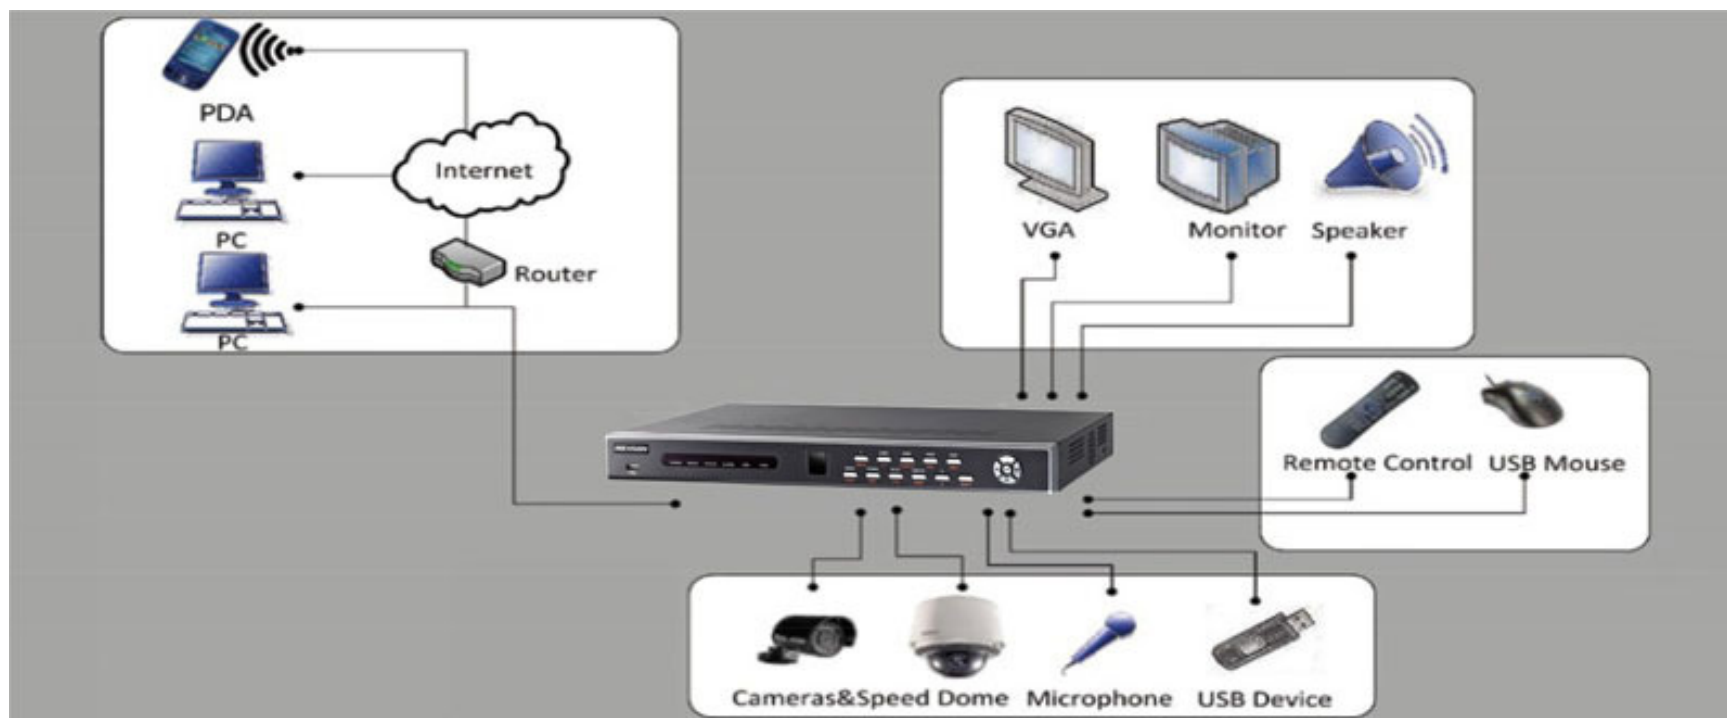 PDA
Internet
PC
Router
PC
VGA
Monitor
Speaker
Remote Control
USB Mouse
Cameras&Speed Dome
Microphone
USB Device